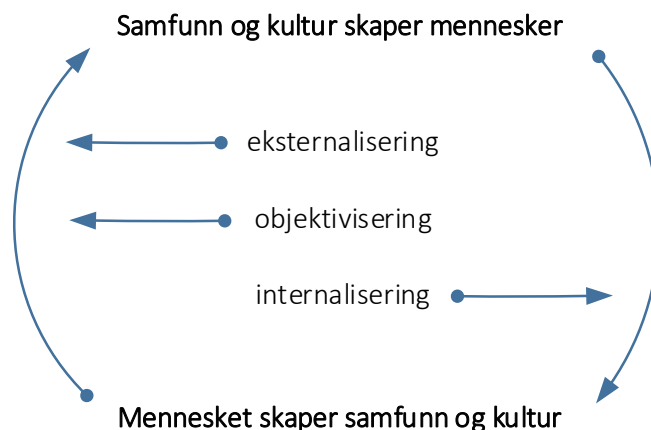 Samfunn og kultur skaper mennesker
eksternalisering
objektivisering
internalisering
Mennesket skaper samfunn og kultur